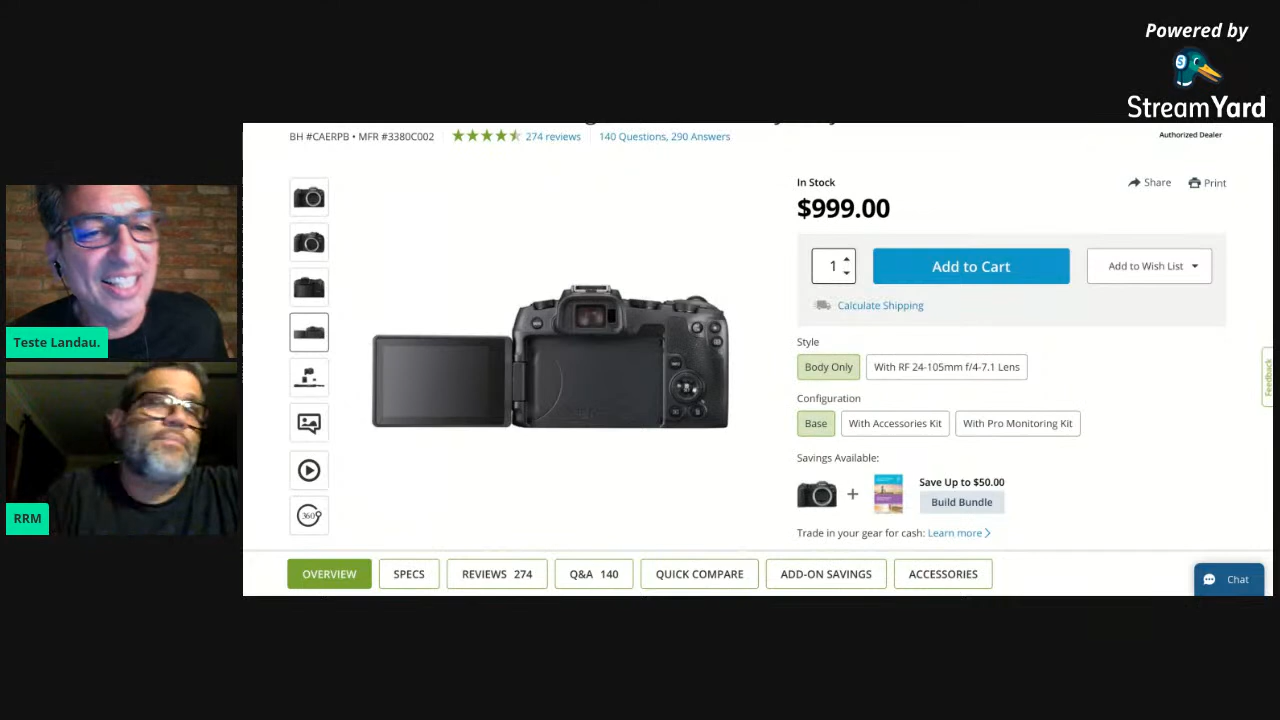 Powered by
StreamYard
BH #CAERPB • MFR #3380C002
274 reviews
140 Questions, 290 Answers
Authorized Dealer
In Stock
Share
Print
$999.00
1
Add to Cart
Add to Wish List
Calculate Shipping
Style
Body Only
With RF 24-105mm f/4-7.1 Lens
Configuration
Base
With Accessories Kit
With Pro Monitoring Kit
Savings Available:
Save Up to $50.00
Build Bundle
Trade in your gear for cash: Learn more
360
OVERVIEW
SPECS
REVIEWS 274
Q&A 140
QUICK COMPARE
ADD-ON SAVINGS
ACCESSORIES
Chat
Feedback
Teste Landau.
RRM